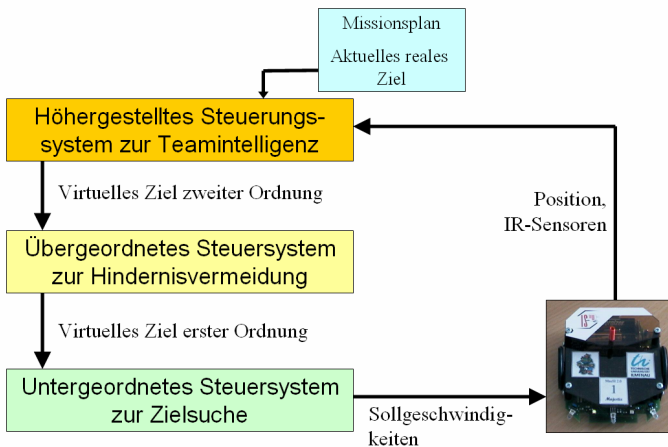 Missionsplan
Aktuelles reales
Ziel
Höhergestelltes Steuerungs-
system zur Teamintelligenz
Virtuelles Ziel zweiter Ordnung
Position,
IR-Sensoren
Übergeordnetes Steuersystem
zur Hindernisvermeidung
Virtuelles Ziel erster Ordnung
Untergeordnetes Steuersystem
zur Zielsuche
Sollgeschwindig-
keiten
1